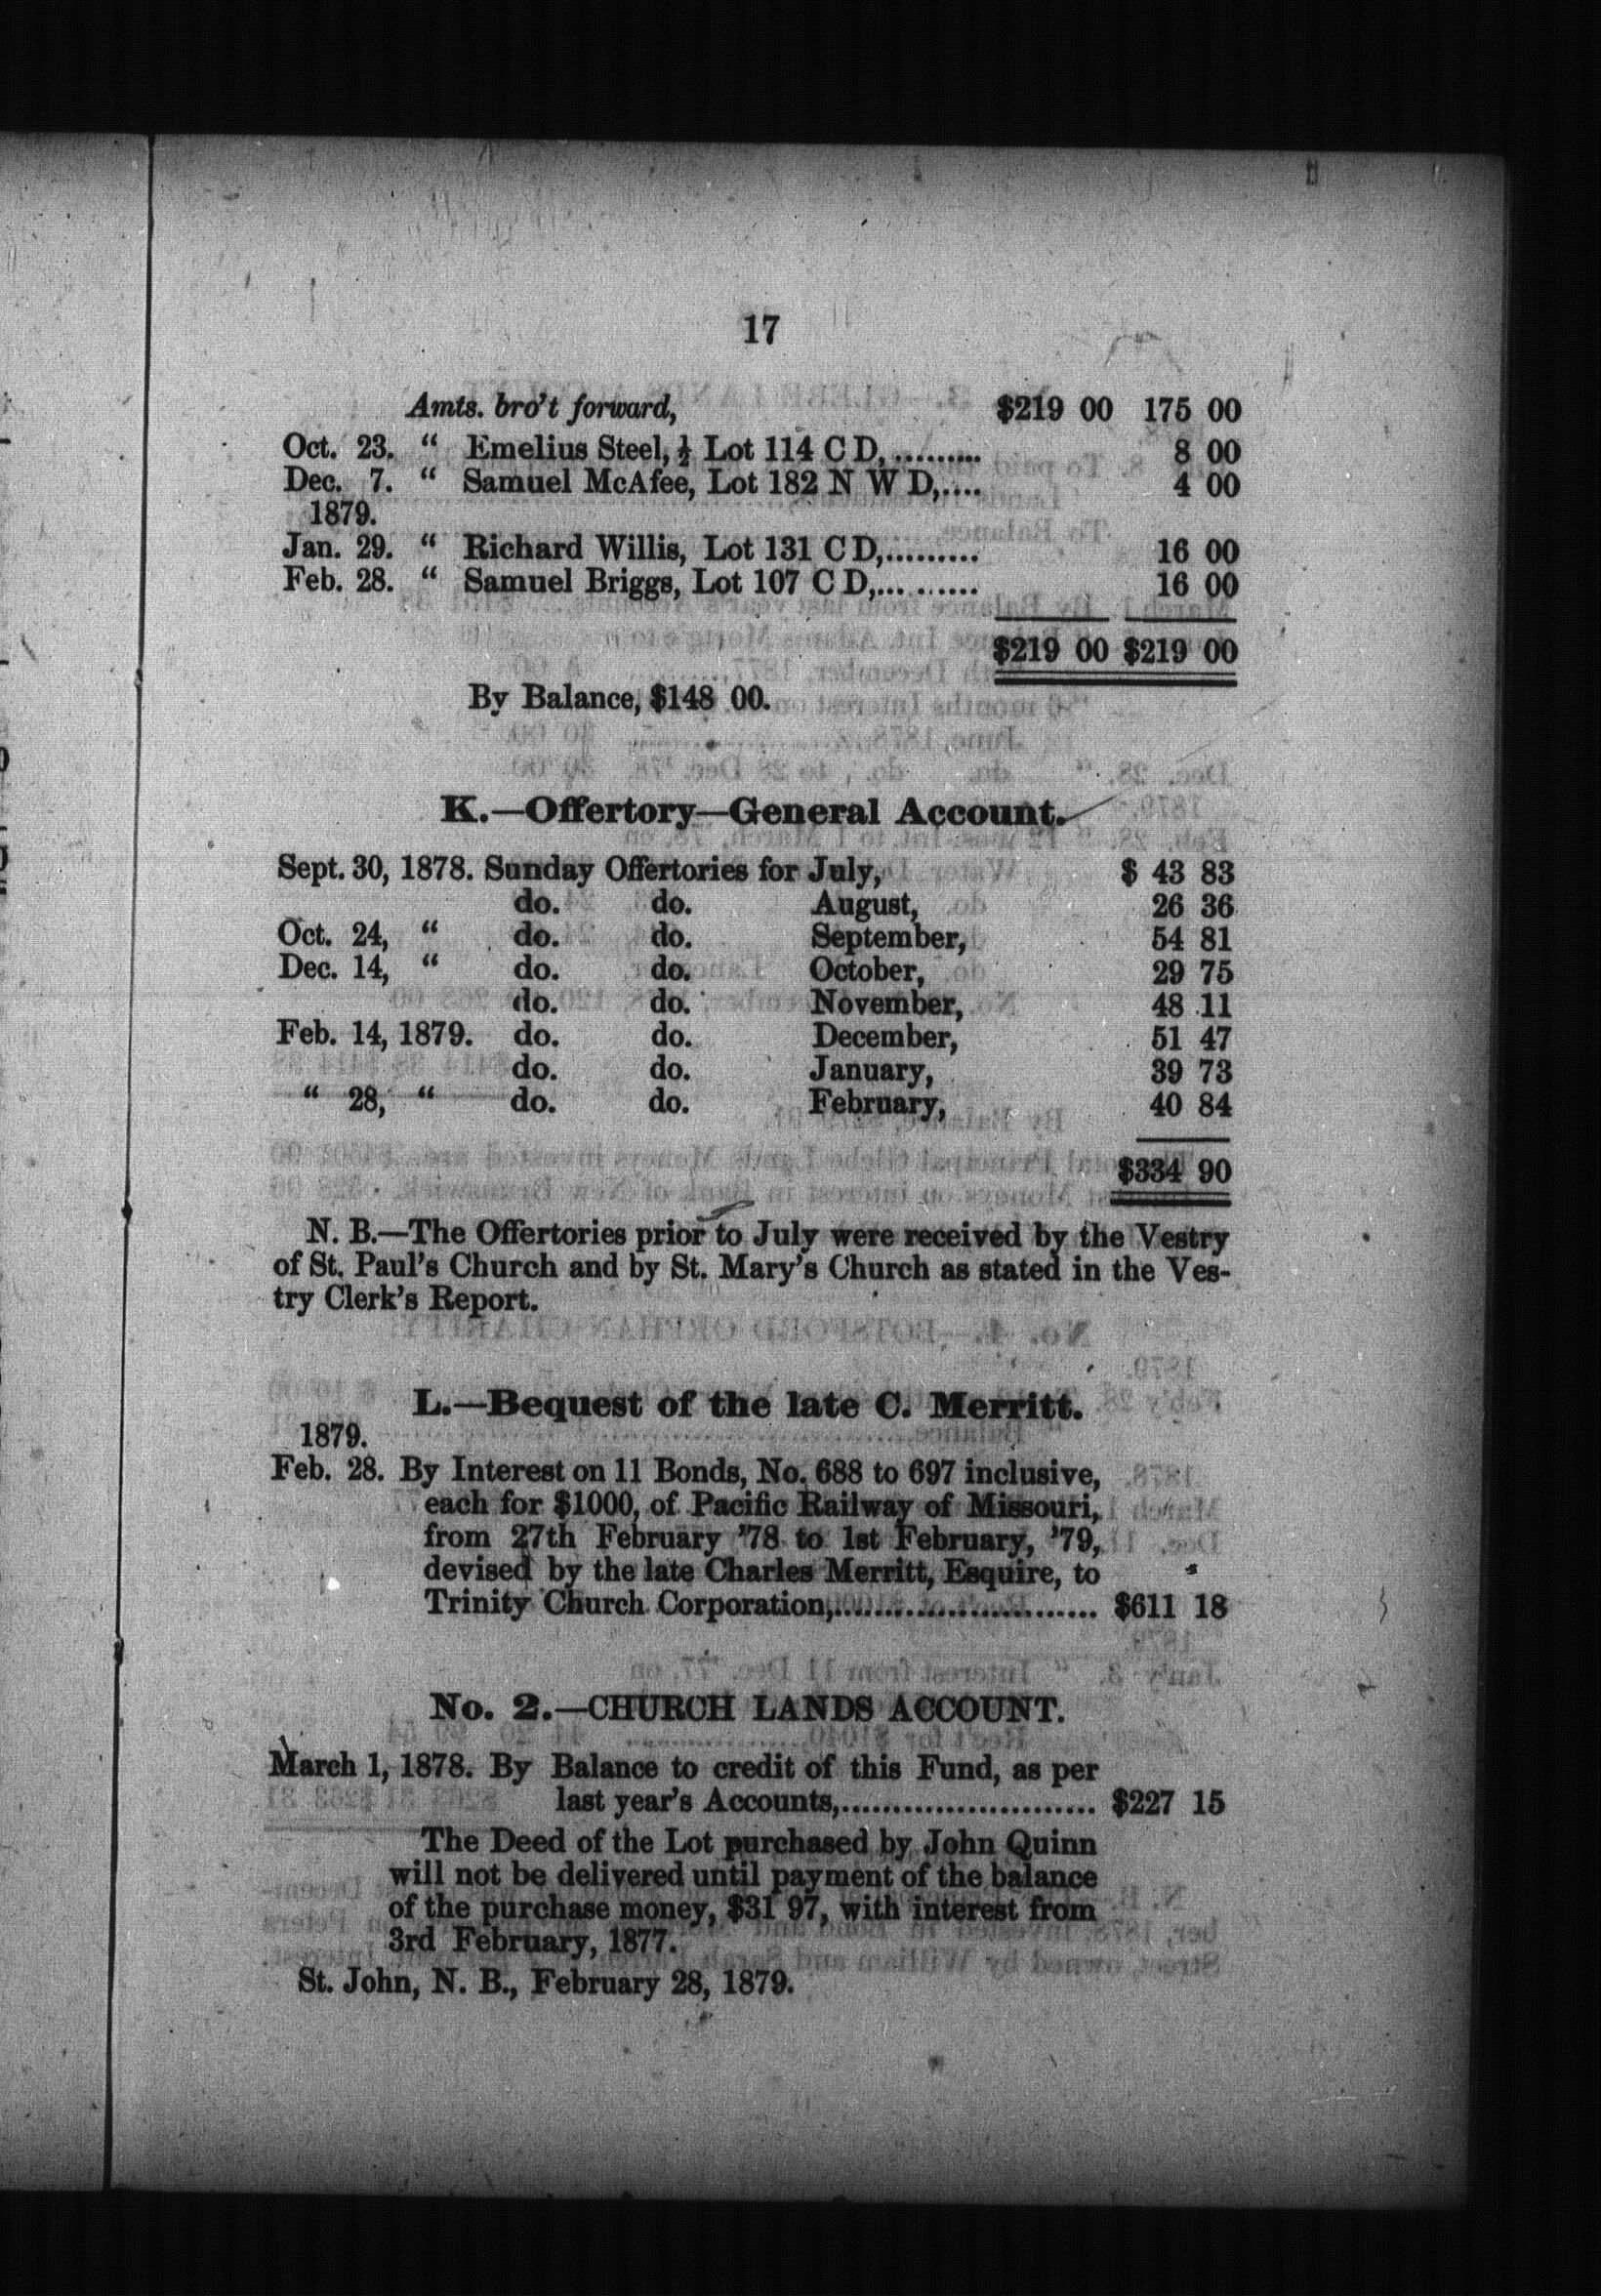 17
Amts. bro't forward, $219 00 175 00
Oct. 23. “ Emelius Steel, ½ Lot 114 C D, ......... 8 00
Dec. 7. “ Samuel McAfee, Lot 182 N W D,.... 4 00
1879.
Jan. 29. “ Richard Willis, Lot 131 C D,......... 16 00
Feb. 28. “ Samuel Briggs, Lot 107 C D,... ...... 16 00
$219 00 $219 00
By Balance, $148 00.
K.—Offertory—General Account.
Sept. 30, 1878. Sunday Offertories for July, $ 43 83
do. do. August, 26 36
Oct. 24, “ do. do. September, 54 81
Dec. 14, “ do. do. October, 29 75
do. do. November, 48 11
Feb. 14, 1879. do. do. December, 51 47
do. do. January, 39 73
“ 28, “ do. do. February, 40 84
$334 90
N. B.—The Offertories prior to July were received by the Vestry
of St. Paul's Church and by St. Mary's Church as stated in the Ves-
try Clerk's Report.
L.—Bequest of the late C. Merritt.
1879.
Feb. 28. By Interest on 11 Bonds, No. 688 to 697 inclusive,
each for $1000, of Pacific Railway of Missouri,
from 27th February '78 to 1st February, '79,
devised by the late Charles Merritt, Esquire, to
Trinity Church Corporation,.......................... $611 18
No. 2.—CHURCH LANDS ACCOUNT.
March 1, 1878. By Balance to credit of this Fund, as per
last year's Accounts,......................... $227 15
The Deed of the Lot purchased by John Quinn
will not be delivered until payment of the balance
of the purchase money, $31 97, with interest from
3rd February, 1877.
St. John, N. B., February 28, 1879.